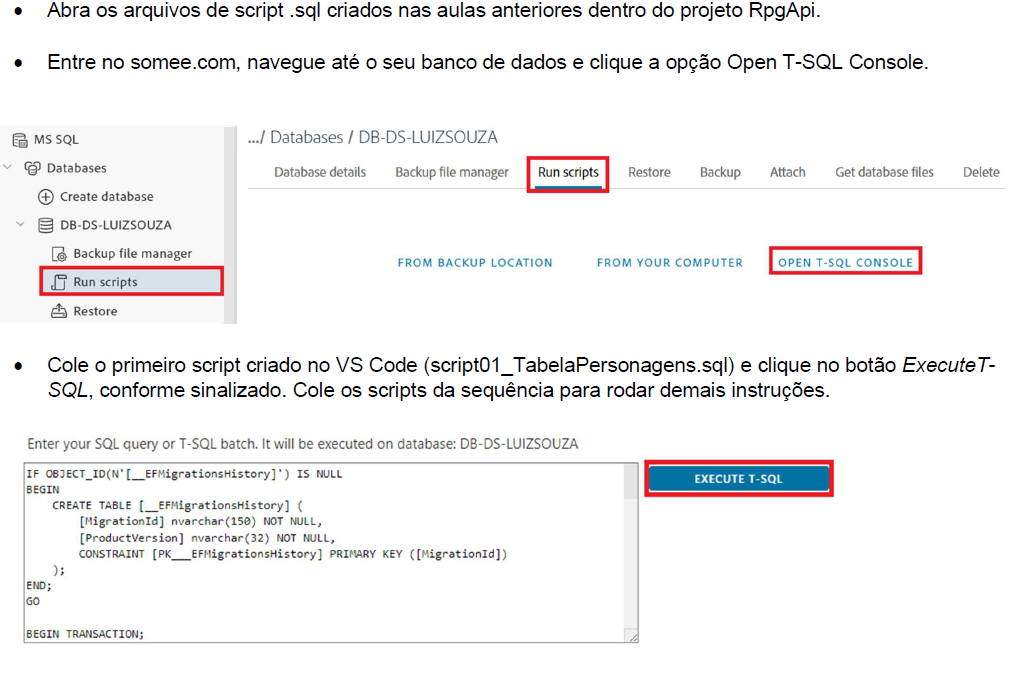 • Abra os arquivos de script .sql criados nas aulas anteriores dentro do projeto RpgApi.
• Entre no somee.com, navegue até o seu banco de dados e clique a opção Open T-SQL Console.
MS SQL
Databases
Create database
DB-DS-LUIZSOUZA
Backup file manager
Run scripts
Restore
.../ Databases / DB-DS-LUIZSOUZA
Database details Backup file manager Run scripts Restore Backup Attach Get database files Delete
FROM BACKUP LOCATION FROM YOUR COMPUTER OPEN T-SQL CONSOLE
• Cole o primeiro script criado no VS Code (script01_TabelaPersonagens.sql) e clique no botão ExecuteT-
SQL, conforme sinalizado. Cole os scripts da sequência para rodar demais instruções.
Enter your SQL query or T-SQL batch. It will be executed on database: DB-DS-LUIZSOUZA
IF OBJECT_ID(N'[__EFMigrationsHistory]') IS NULL
BEGIN
CREATE TABLE [__EFMigrationsHistory] (
[MigrationId] nvarchar(150) NOT NULL,
[ProductVersion] nvarchar(32) NOT NULL,
CONSTRAINT [PK___EFMigrationsHistory] PRIMARY KEY ([MigrationId])
);
END;
GO
BEGIN TRANSACTION;
EXECUTE T-SQL